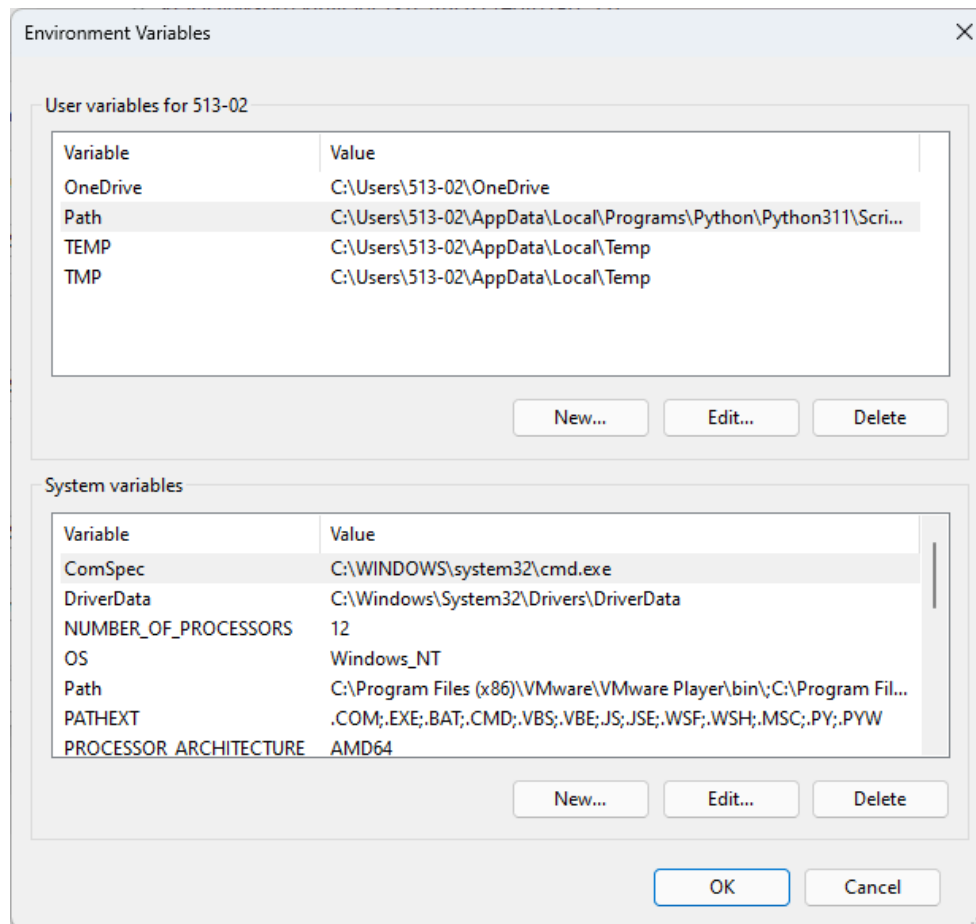 Environment Variables
User variables for 513-02
Variable Value
OneDrive C:\Users\513-02\OneDrive
Path C:\Users\513-02\AppData\Local\Programs\Python\Python311\Scri...
TEMP C:\Users\513-02\AppData\Local\Temp
TMP C:\Users\513-02\AppData\Local\Temp
New... Edit... Delete
System variables
Variable Value
ComSpec C:\WINDOWS\system32\cmd.exe
DriverData C:\Windows\System32\Drivers\DriverData
NUMBER_OF_PROCESSORS 12
OS Windows_NT
Path C:\Program Files (x86)\VMware\VMware Player\bin\;C:\Program Fil...
PATHEXT .COM;.EXE;.BAT;.CMD;.VBS;.VBE;.JS;.JSE;.WSF;.WSH;.MSC;.PY;.PYW
PROCESSOR_ARCHITECTURE AMD64
New... Edit... Delete
OK Cancel